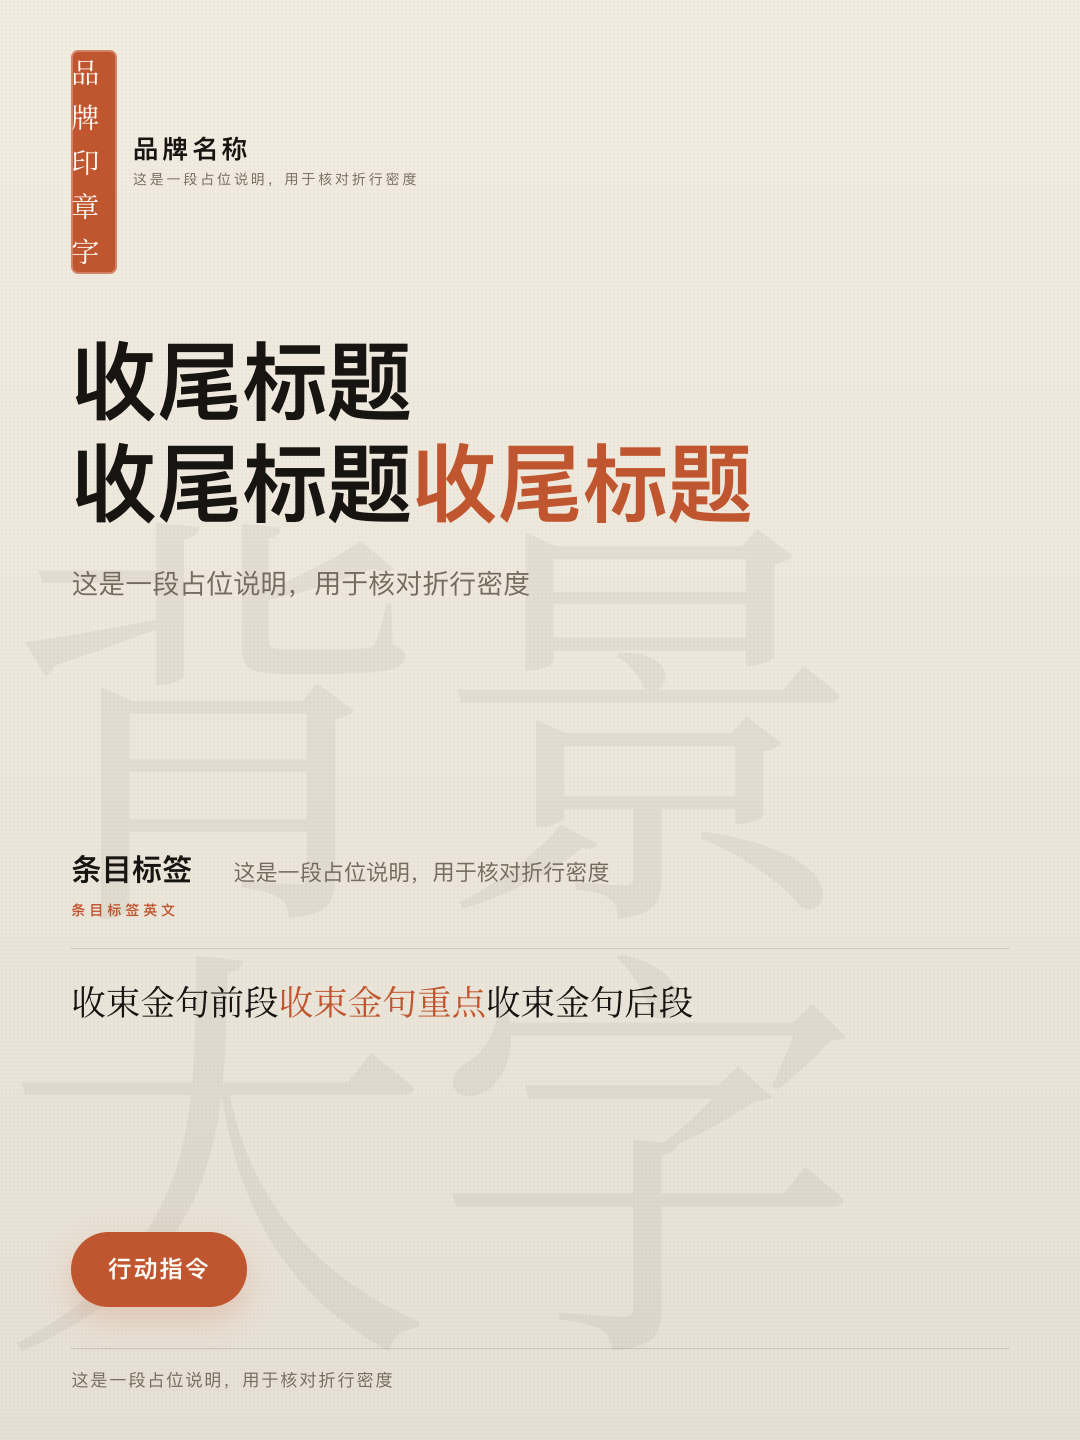 品
牌
印
章
字
品牌名称
这是一段占位说明，用于核对折行密度
收尾标题
收尾标题收尾标题
这是一段占位说明，用于核对折行密度
背景
大字
条目标签 这是一段占位说明，用于核对折行密度
条目标签英文
收束金句前段收束金句重点收束金句后段
行动指令
这是一段占位说明，用于核对折行密度